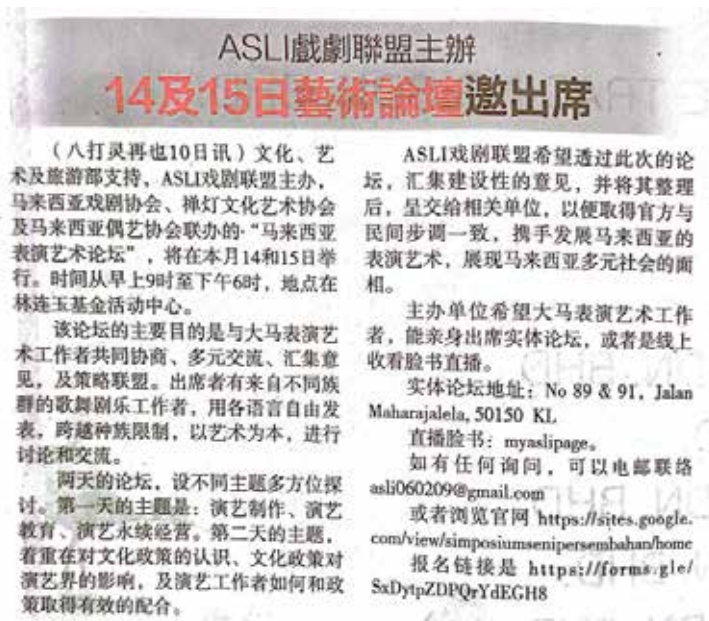 ASLI戲劇聯盟主辦
14及15日藝術論壇邀出席
（八打灵再也10日讯）文化、艺
术及旅游部支持，ASLI戏剧联盟主办，
马来西亚戏剧协会、禅灯文化艺术协会
及马来西亚偶艺协会联办的“马来西亚
表演艺术论坛”，将在本月14和15日举
行。时间从早上9时至下午6时，地点在
林连玉基金活动中心。
该论坛的主要目的是与大马表演艺
术工作者共同协商、多元交流、汇集意
见，及策略联盟。出席者有来自不同族
群的歌舞剧乐工作者，用各语言自由发
表，跨越种族限制，以艺术为本，进行
讨论和交流。
两天的论坛，设不同主题多方位探
讨。第一天的主题是：演艺制作、演艺
教育、演艺永续经营。第二天的主题，
着重在对文化政策的认识、文化政策对
演艺界的影响，及演艺工作者如何和政
策取得有效的配合。
ASLI戏剧联盟希望透过此次的论
坛，汇集建设性的意见，并将其整理
后，呈交给相关单位，以便取得官方与
民间步调一致，携手发展马来西亚的
表演艺术，展现马来西亚多元社会的面
相。
主办单位希望大马表演艺术工作
者，能亲身出席实体论坛，或者是线上
收看脸书直播。
实体论坛地址：No 89 & 91, Jalan
Maharajalela, 50150 KL
直播脸书：myaslipage。
如有任何询问，可以电邮联络
asli060209@gmail.com
或者浏览官网 https://sites.google.
com/view/simposiumsenipersembahan/home
报名链接是 https://forms.gle/
SxDytpZDPQrYdEGH8